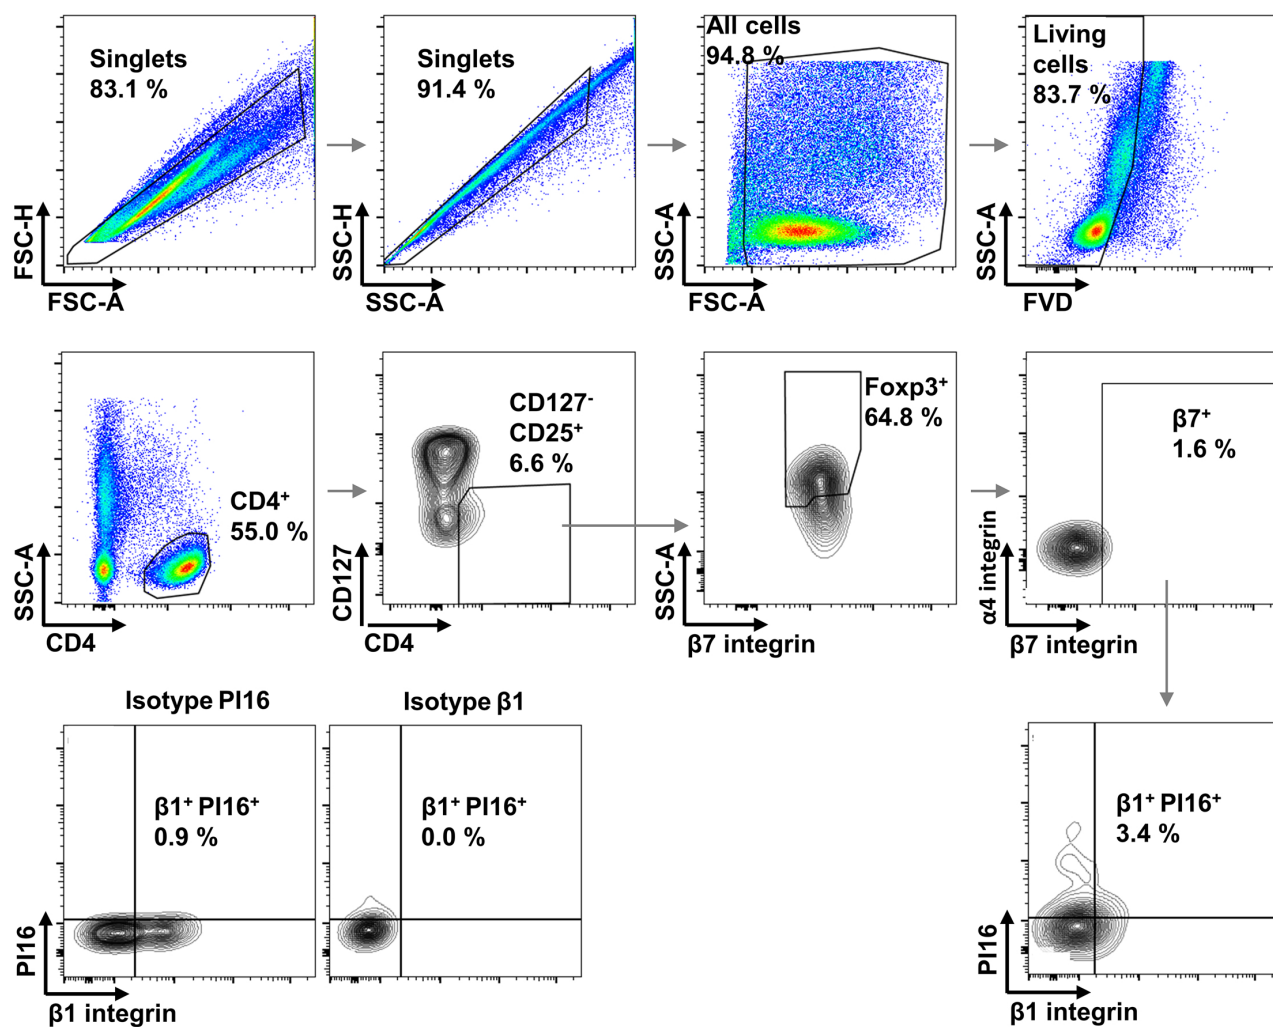 Singlets
83.1 %
FSC-H
FSC-A
Singlets
91.4 %
SSC-H
SSC-A
All cells
94.8 %
SSC-A
FSC-A
Living
cells
83.7 %
SSC-A
FVD
CD4⁺
55.0 %
SSC-A
CD4
CD127⁻
CD25⁺
6.6 %
CD127
CD4
Foxp3⁺
64.8 %
SSC-A
β7 integrin
β7⁺
1.6 %
α4 integrin
β7 integrin
Isotype PI16
β1⁺ PI16⁺
0.9 %
PI16
β1 integrin
Isotype β1
β1⁺ PI16⁺
0.0 %
β1⁺ PI16⁺
3.4 %
PI16
β1 integrin